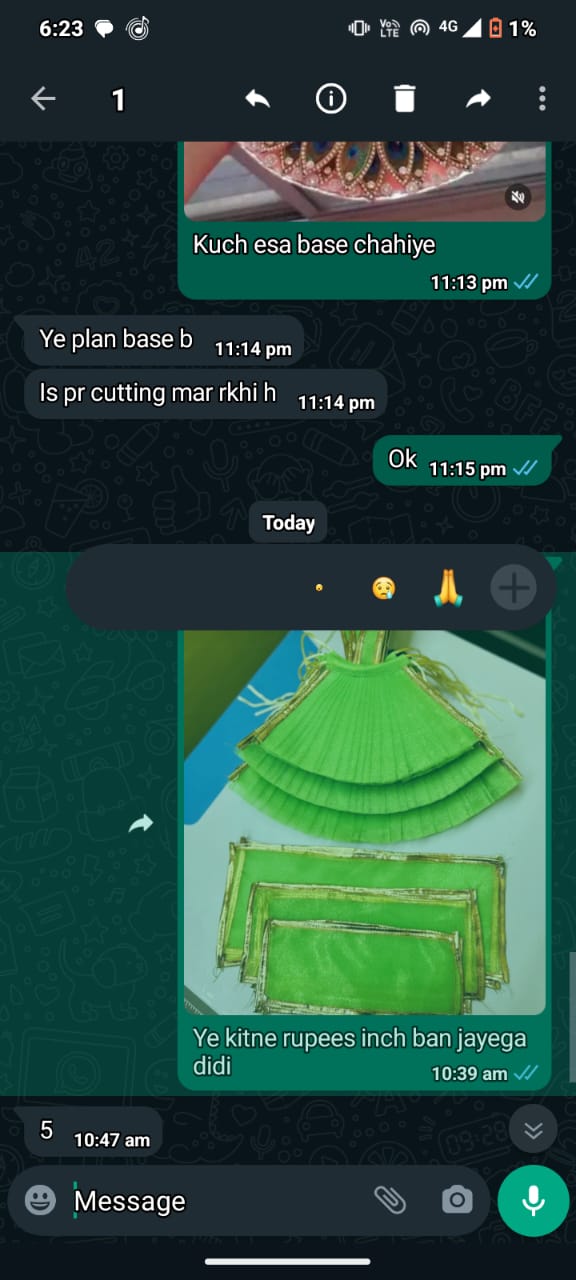 6:23
Vo))
LTE
4G
1%
1
Kuch esa base chahiye
11:13 pm
Ye plan base b
11:14 pm
Is pr cutting mar rkhi h
11:14 pm
Ok
11:15 pm
Today
Ye kitne rupees inch ban jayega
didi
10:39 am
5
10:47 am
Message